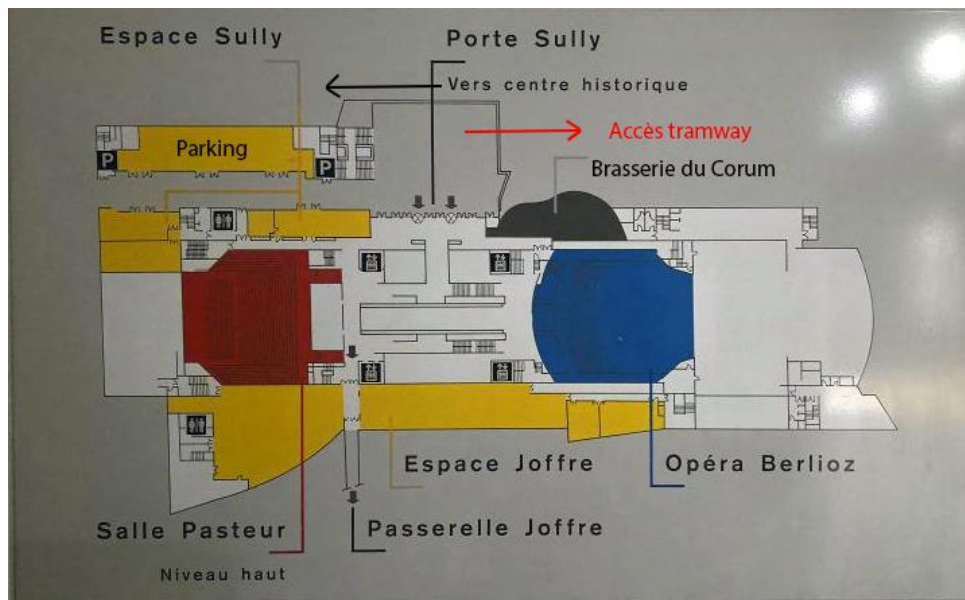 Espace Sully
Porte Sully
Vers centre historique
Accès tramway
Parking
Brasserie du Corum
P
P
Espace Joffre
Opéra Berlioz
Salle Pasteur
Passerelle Joffre
Niveau haut